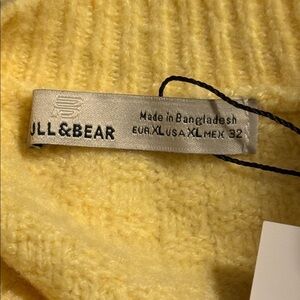 ULL&BEAR
Made in Bangladesh
EUR XL USA XL MEX 32